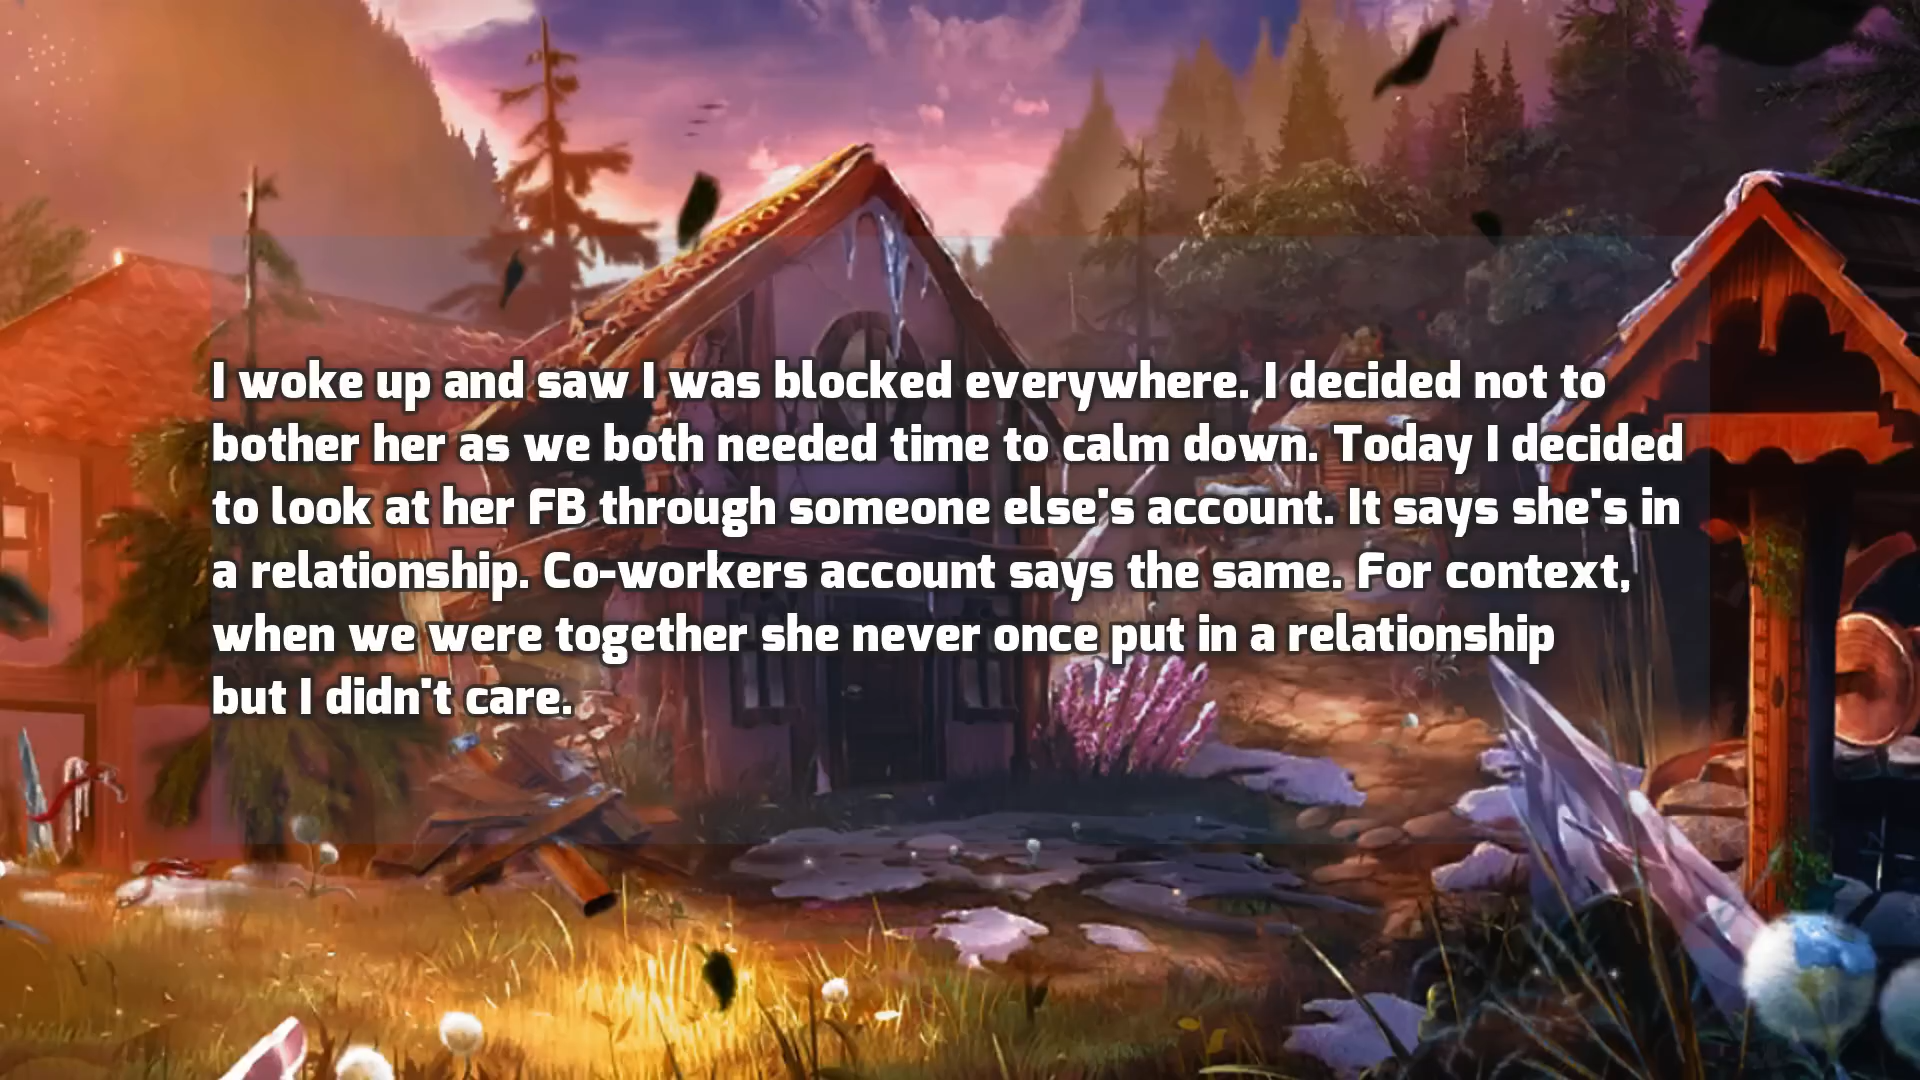 I woke up and saw I was blocked everywhere. I decided not to
bother her as we both needed time to calm down. Today I decided
to look at her FB through someone else's account. It says she's in
a relationship. Co-workers account says the same. For context,
when we were together she never once put in a relationship
but I didn't care.